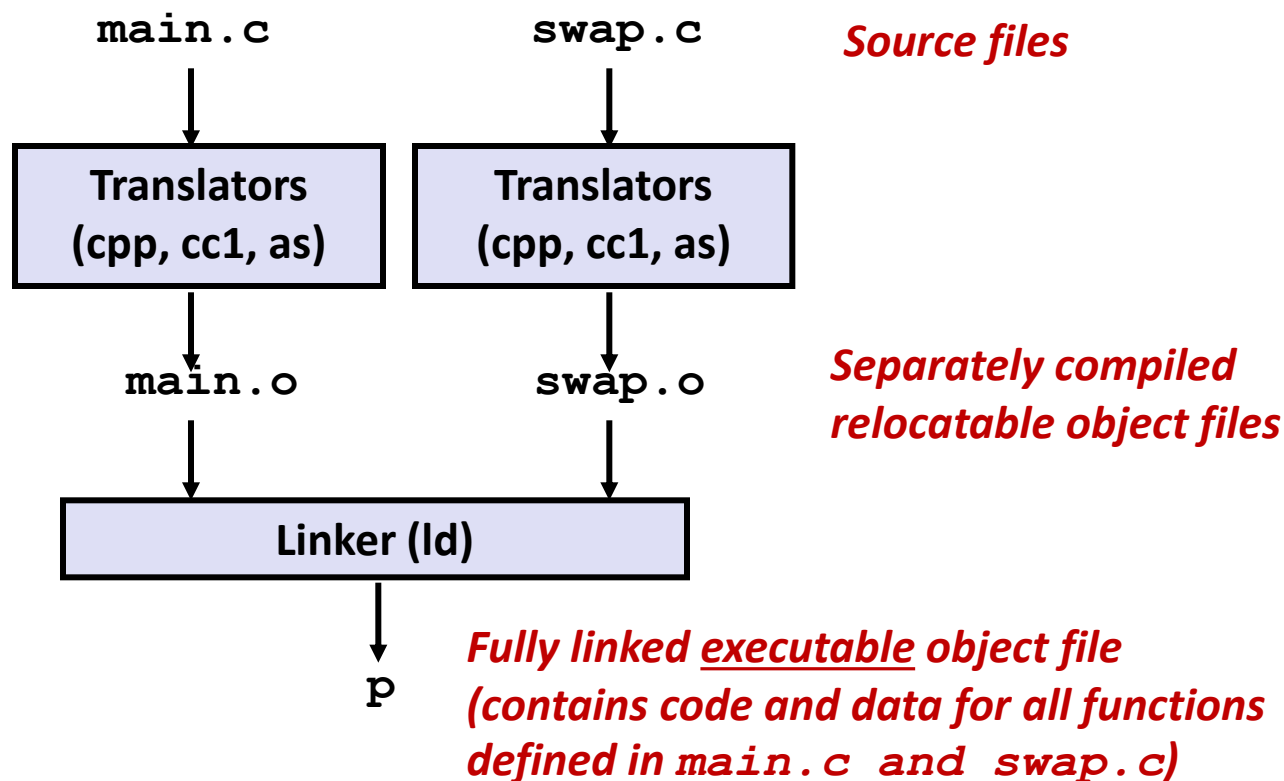 main.c
swap.c
Source files
Translators
(cpp, cc1, as)
Translators
(cpp, cc1, as)
main.o
swap.o
Separately compiled
relocatable object files
Linker (ld)
p
Fully linked executable object file
(contains code and data for all functions
defined in main.c and swap.c)